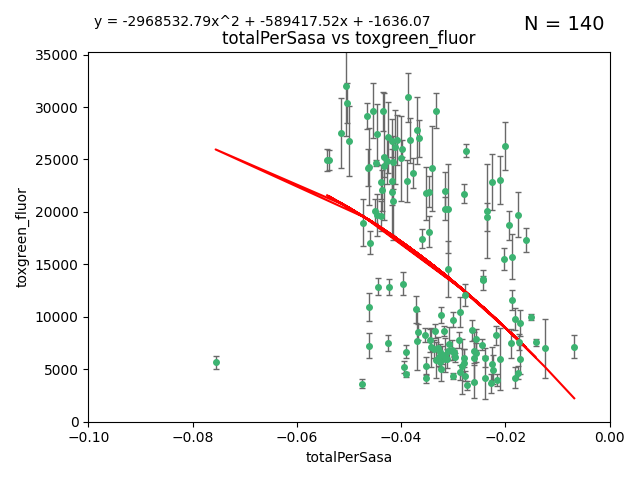 y = -2968532.79x^2 + -589417.52x + -1636.07
N = 140
totalPerSasa vs toxgreen_fluor
35000
30000
25000
20000
15000
10000
5000
0
toxgreen_fluor
−0.10
−0.08
−0.06
−0.04
−0.02
0.00
totalPerSasa